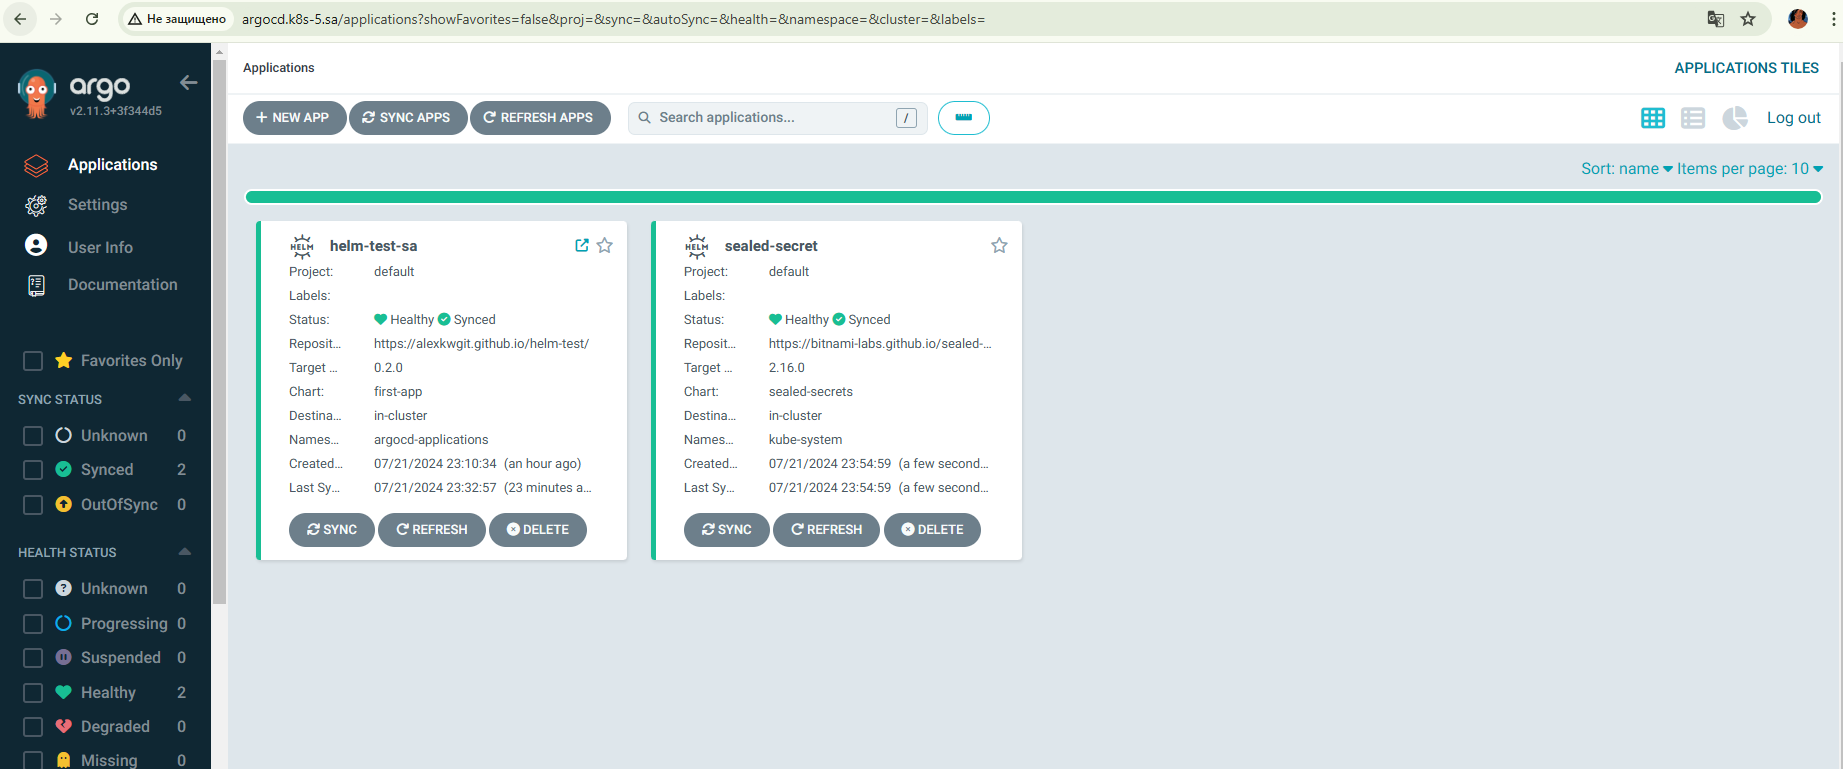 Не защищено argocd.k8s-5.sa/applications?showFavorites=false&proj=&sync=&autoSync=&health=&namespace=&cluster=&labels=
argo
v2.11.3+3f344d5
Applications
Settings
User Info
Documentation
Favorites Only
SYNC STATUS
Unknown 0
Synced 2
OutOfSync 0
HEALTH STATUS
Unknown 0
Progressing 0
Suspended 0
Healthy 2
Degraded 0
Missing 0
Applications
APPLICATIONS TILES
+ NEW APP SYNC APPS REFRESH APPS Search applications... / Log out
Sort: name Items per page: 10
HELM helm-test-sa
Project: default
Labels:
Status: Healthy Synced
Reposit... https://alexkwgit.github.io/helm-test/
Target ... 0.2.0
Chart: first-app
Destina... in-cluster
Names... argocd-applications
Created... 07/21/2024 23:10:34 (an hour ago)
Last Sy... 07/21/2024 23:32:57 (23 minutes a...
SYNC REFRESH DELETE
HELM sealed-secret
Project: default
Labels:
Status: Healthy Synced
Reposit... https://bitnami-labs.github.io/sealed-...
Target ... 2.16.0
Chart: sealed-secrets
Destina... in-cluster
Names... kube-system
Created... 07/21/2024 23:54:59 (a few second...
Last Sy... 07/21/2024 23:54:59 (a few second...
SYNC REFRESH DELETE